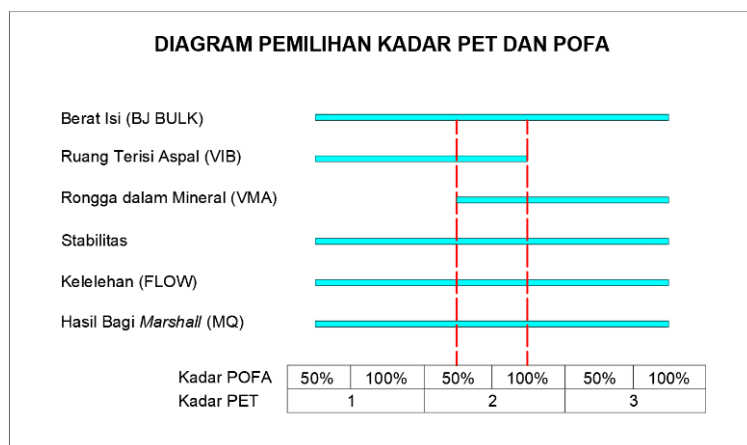 DIAGRAM PEMILIHAN KADAR PET DAN POFA
Berat Isi (BJ BULK)
Ruang Terisi Aspal (VIB)
Rongga dalam Mineral (VMA)
Stabilitas
Kelelehan (FLOW)
Hasil Bagi Marshall (MQ)
Kadar POFA 50% 100% 50% 100% 50% 100%
Kadar PET 1 2 3